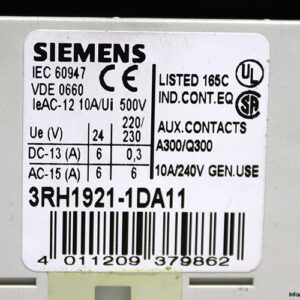 SIEMENS
IEC 60947
VDE 0660
CE
IeAC-12 10A/Ui 500V
Ue (V) 24 220/230
DC-13 (A) 6 0,3
AC-15 (A) 6 6
LISTED 165C
IND.CONT.EQ
UL
AUX.CONTACTS
A300/Q300
10A/240V GEN.USE
3RH1921-1DA11
4 011209 379862